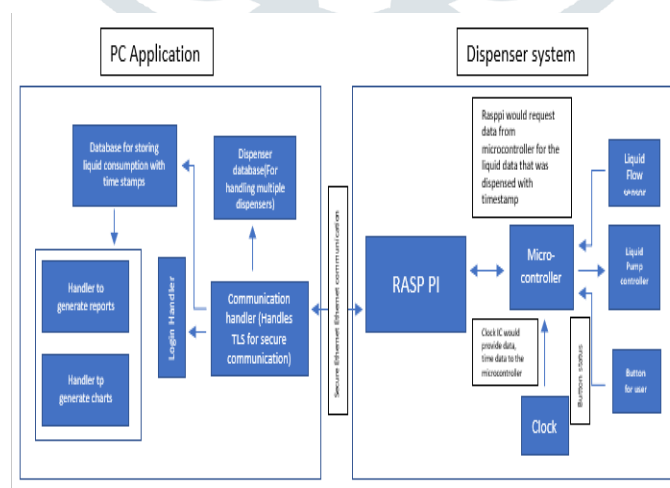 PC Application
Dispenser system
Database for storing
liquid consumption with
time stamps
Dispenser
database(For
handling multiple
dispensers)
Handler to
generate reports
Handler tp
generate charts
Login Handler
Communication
handler (Handles
TLS for secure
communication)
Secure Ethernet Ethernet communication
Rasppi would request
data from
microcontroller for the
liquid data that was
dispensed with
timestamp
RASP PI
Micro-
controller
Liquid
Flow
sensor
Liquid
Pump
controller
Clock IC would
provide data,
time data to the
microcontroller
Button status
Button
for user
Clock